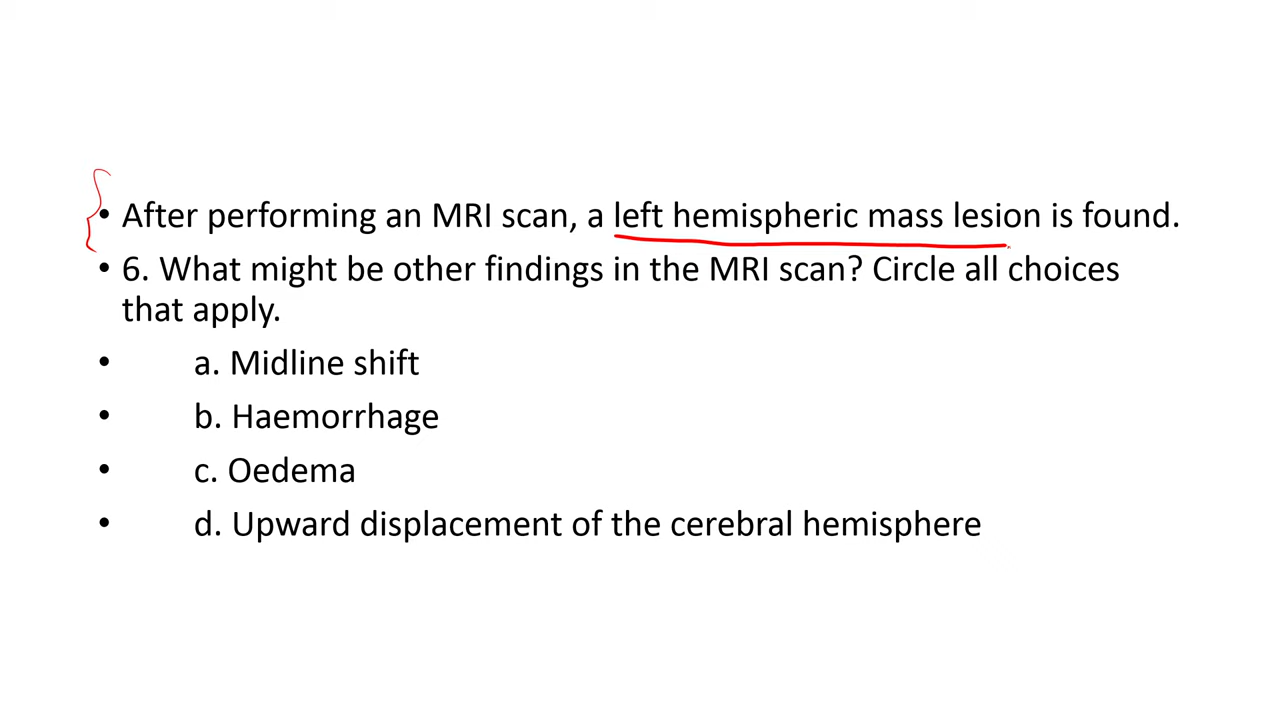 • After performing an MRI scan, a left hemispheric mass lesion is found.
• 6. What might be other findings in the MRI scan? Circle all choices
that apply.
• a. Midline shift
• b. Haemorrhage
• c. Oedema
• d. Upward displacement of the cerebral hemisphere